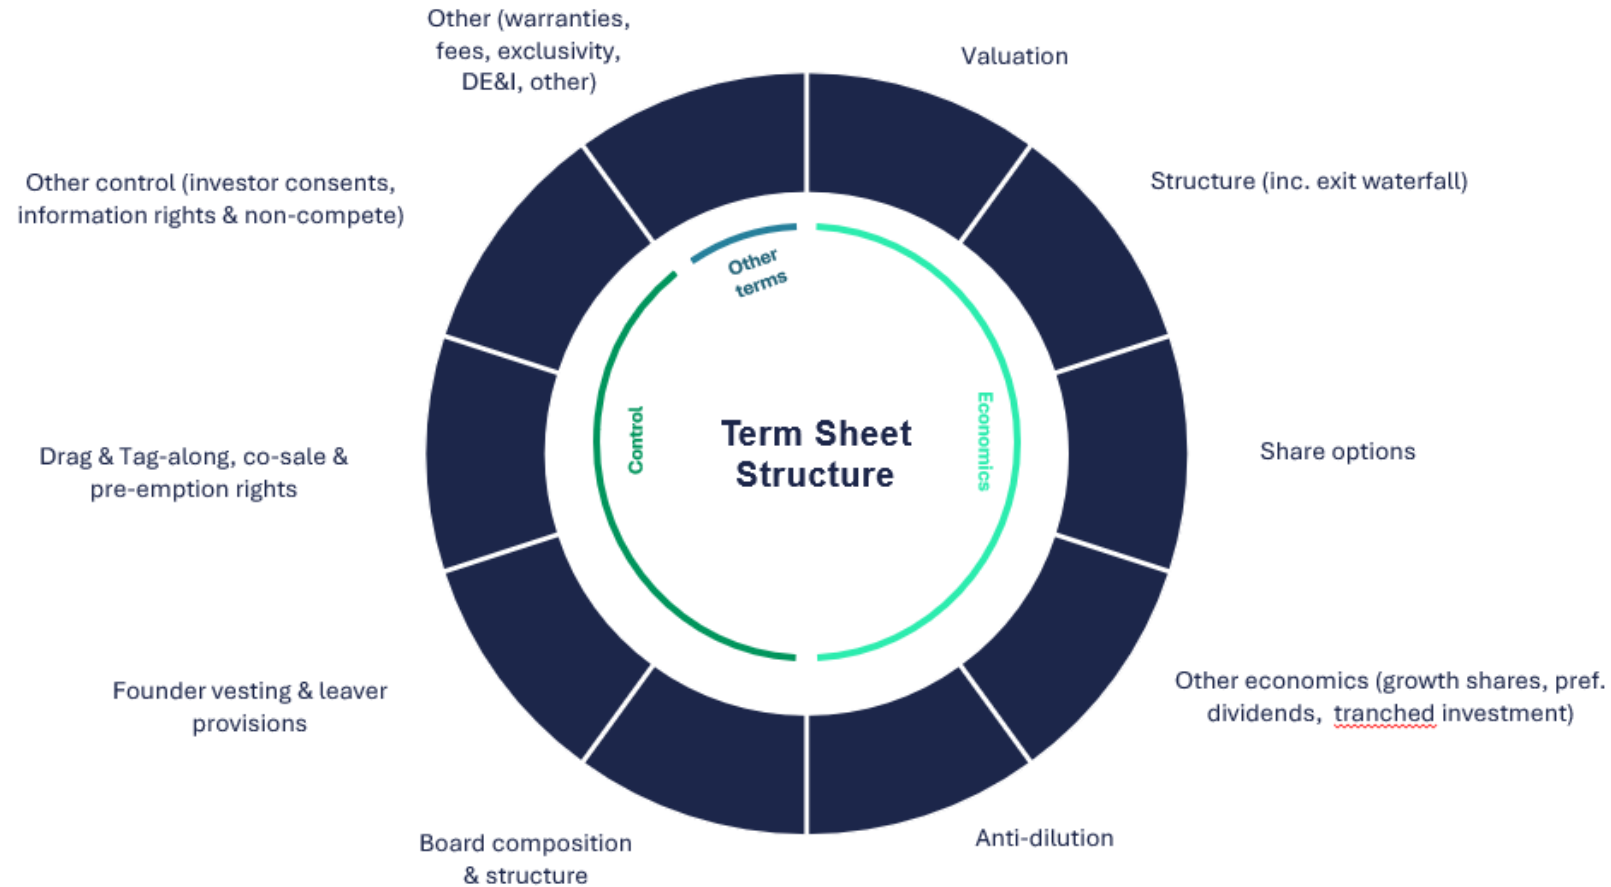 Other (warranties,
fees, exclusivity,
DE&I, other)
Valuation
Structure (inc. exit waterfall)
Share options
Other economics (growth shares, pref.
dividends, tranched investment)
Anti-dilution
Board composition
& structure
Founder vesting & leaver
provisions
Drag & Tag-along, co-sale &
pre-emption rights
Other control (investor consents,
information rights & non-compete)
Other
terms
Control
Economics
Term Sheet
Structure